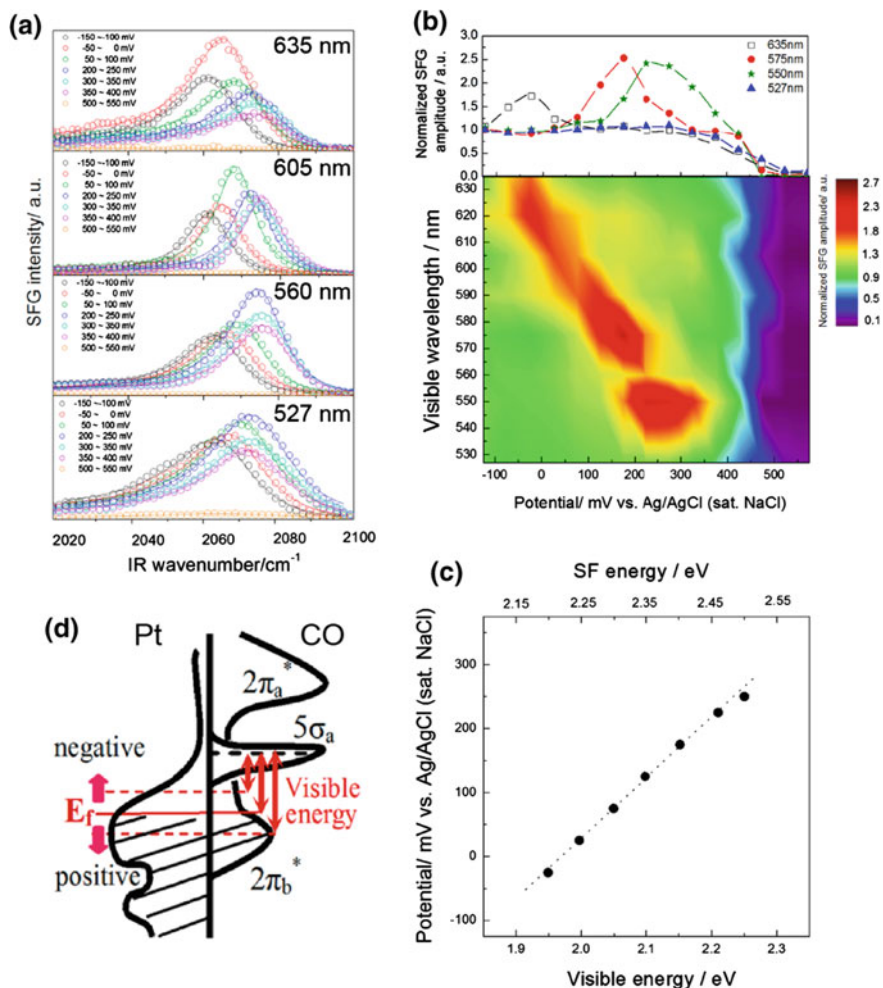 (a)
SFG intensity/ a.u.
635 nm
-150 ~-100 mV
-50 ~ 0 mV
50 ~ 100 mV
200 ~ 250 mV
300 ~ 350 mV
350 ~ 400 mV
500 ~ 550 mV
605 nm
-150 ~-100 mV
-50 ~ 0 mV
50 ~ 100 mV
200 ~ 250 mV
300 ~ 350 mV
350 ~ 400 mV
500 ~ 550 mV
560 nm
-150 ~-100 mV
-50 ~ 0 mV
50 ~ 100 mV
200 ~ 250 mV
300 ~ 350 mV
350 ~ 400 mV
500 ~ 550 mV
527 nm
-150 ~-100 mV
-50 ~ 0 mV
50 ~ 100 mV
200 ~ 250 mV
300 ~ 350 mV
350 ~ 400 mV
500 ~ 550 mV
2020 2040 2060 2080 2100
IR wavenumber/cm⁻¹
(b)
Normalized SFG
amplitude / a.u.
3.0
2.5
2.0
1.5
1.0
0.5
0.0
635nm
575nm
550nm
527nm
Visible wavelength / nm
630
620
610
600
590
580
570
560
550
540
530
-100 0 100 200 300 400 500
Potential/ mV vs. Ag/AgCl (sat. NaCl)
2.7
2.3
1.8
1.3
0.9
0.5
0.1
Normalized SFG amplitude/ a.u.
(c)
SF energy / eV
2.15 2.25 2.35 2.45 2.55
Potential/ mV vs. Ag/AgCl (sat. NaCl)
300
200
100
0
-100
1.9 2.0 2.1 2.2 2.3
Visible energy / eV
(d)
Pt
CO
2πa*
5σa
negative
Visible
energy
Ef
positive
2πb*